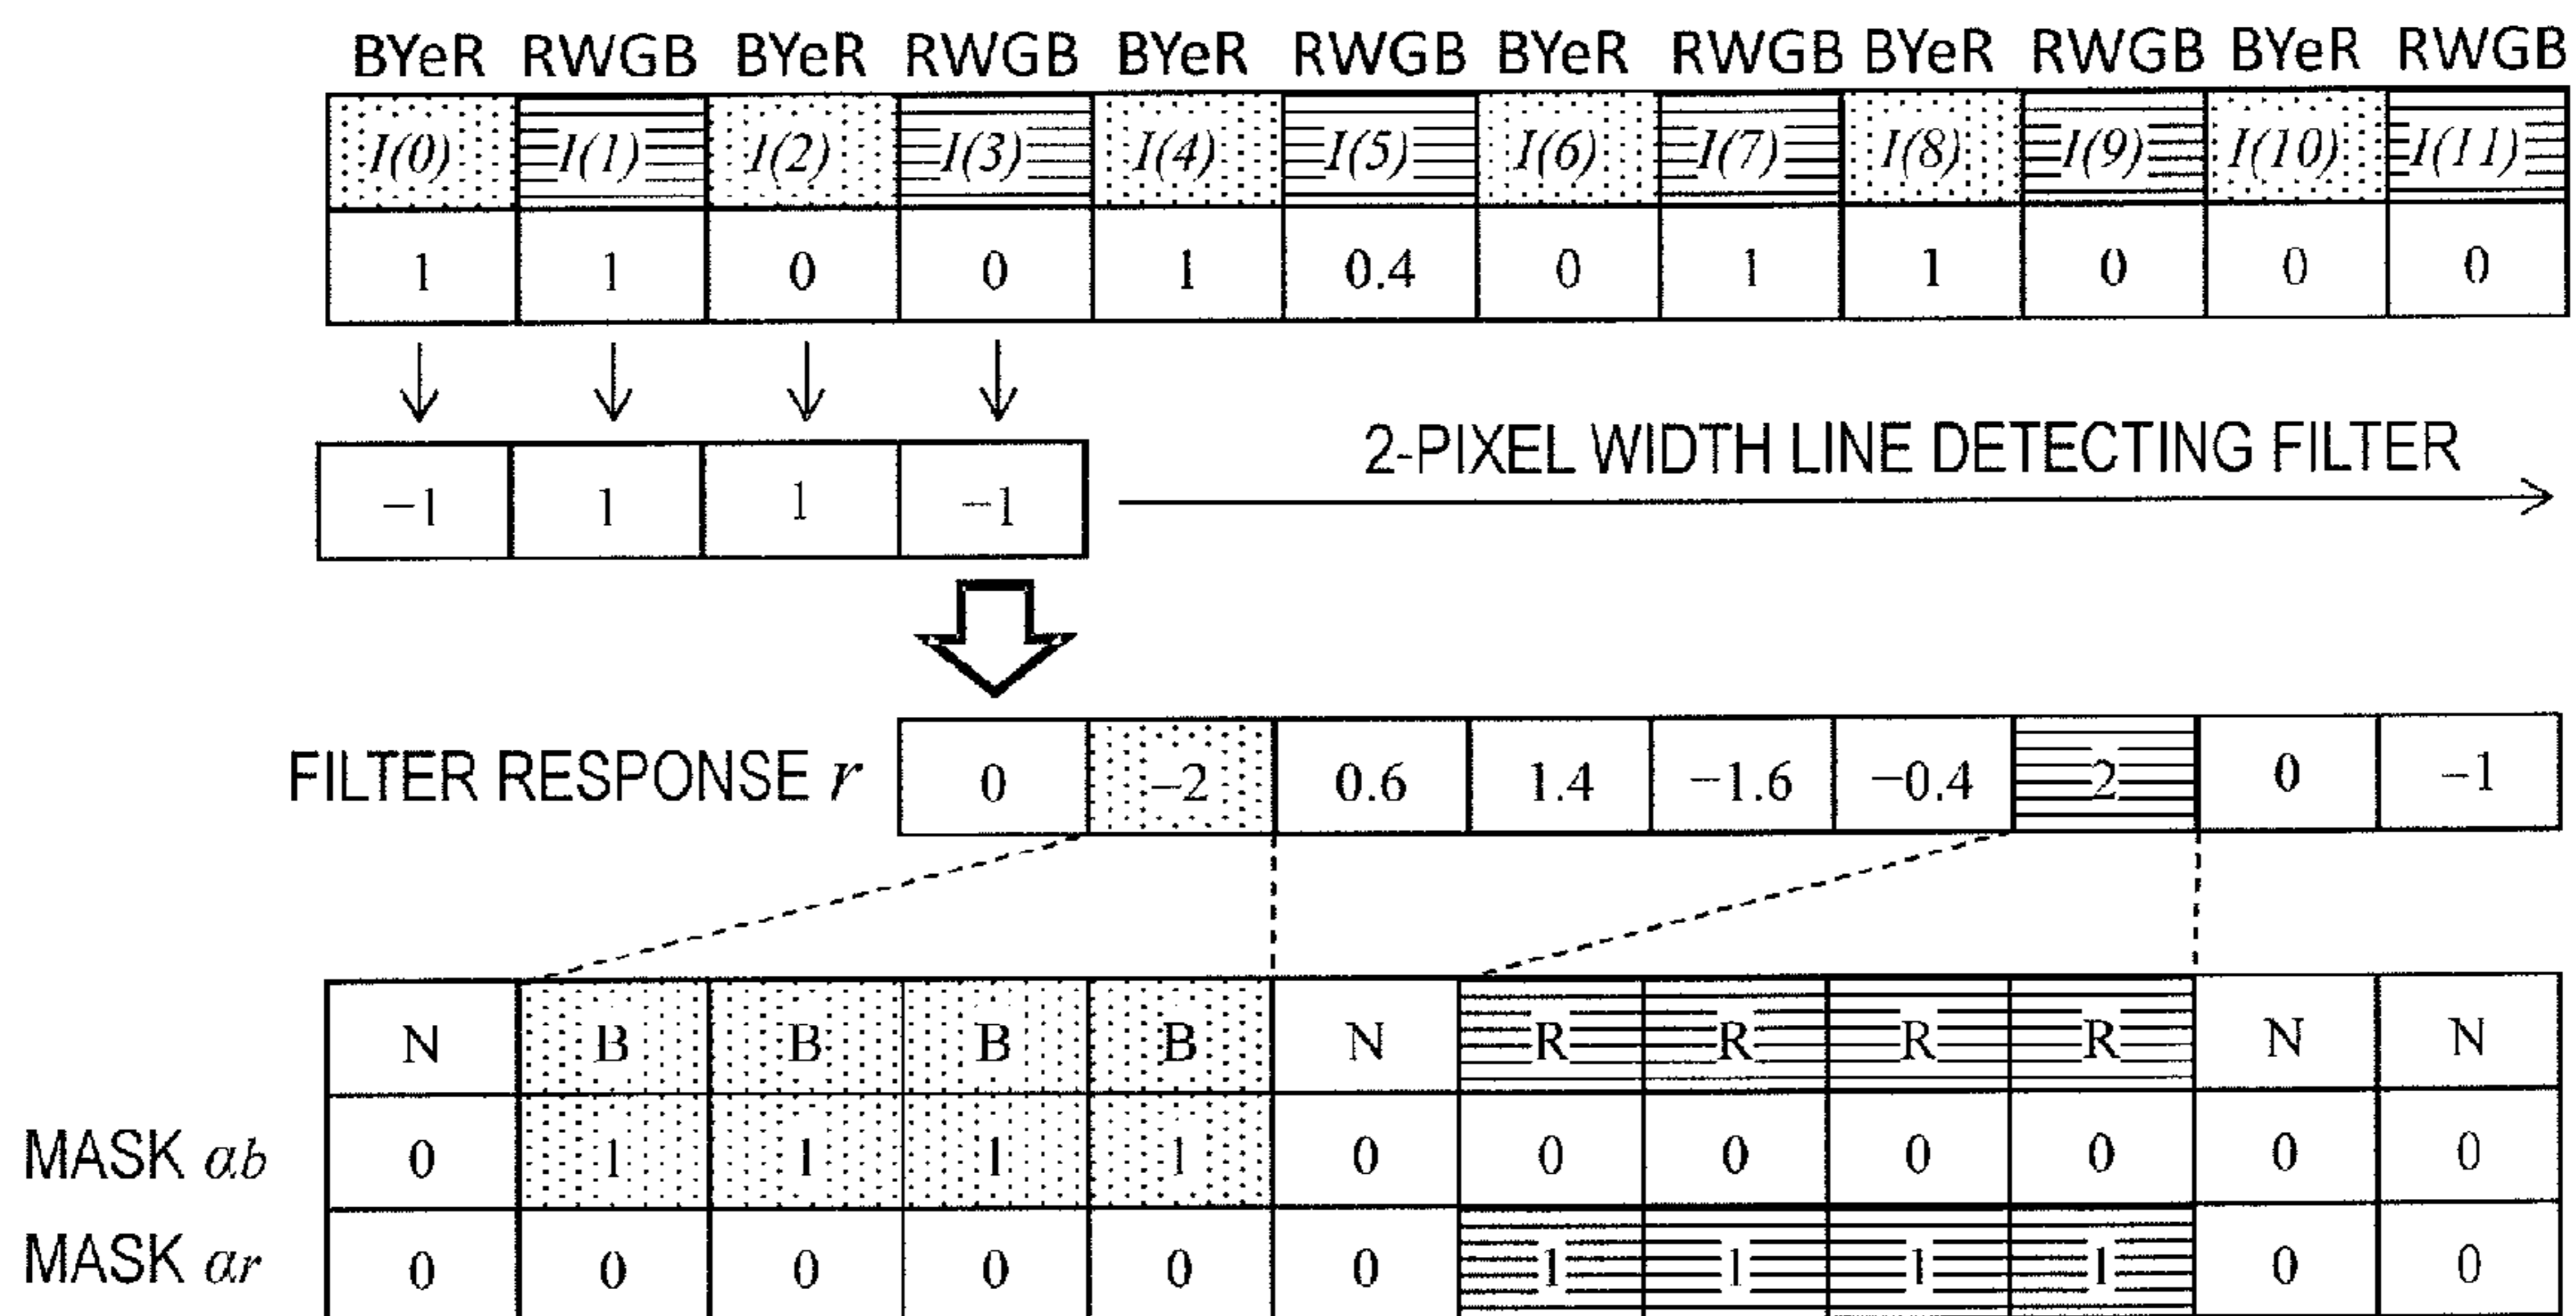 BYeR RWGB BYeR RWGB BYeR RWGB BYeR RWGB BYeR RWGB BYeR RWGB
I(0) I(1) I(2) I(3) I(4) I(5) I(6) I(7) I(8) I(9) I(10) I(11)
1 1 0 0 1 0.4 0 1 1 0 0 0
2-PIXEL WIDTH LINE DETECTING FILTER
−1 1 1 −1
FILTER RESPONSE r 0 −2 0.6 1.4 −1.6 −0.4 2 0 −1
N B B B B N R R R R N N
MASK αb 0 1 1 1 1 0 0 0 0 0 0 0
MASK αr 0 0 0 0 0 0 1 1 1 1 0 0